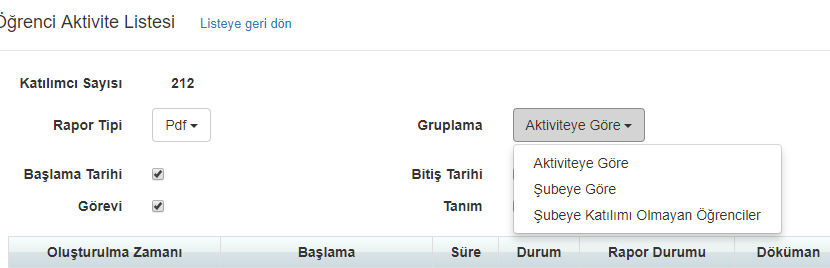 Öğrenci Aktivite Listesi Listeye geri dön
Katılımcı Sayısı 212
Rapor Tipi Pdf Gruplama Aktiviteye Göre
Aktiviteye Göre
Başlama Tarihi Bitiş Tarihi
Şubeye Göre
Görevi Tanım
Şubeye Katılımı Olmayan Öğrenciler
Oluşturulma Zamanı Başlama Süre Durum Rapor Durumu Döküman